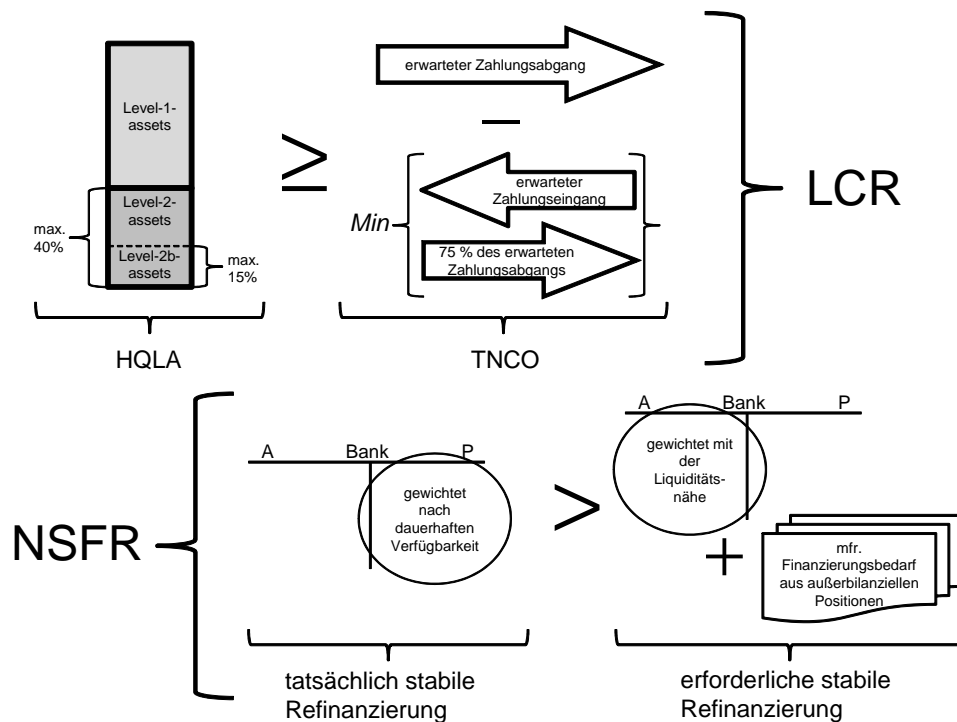 erwarteter Zahlungsabgang
Level-1-
assets
–
≥
erwarteter
Zahlungseingang
LCR
Level-2-
assets
max.
40%
Min
Level-2b-
assets
max.
15%
75 % des erwarteten
Zahlungsabgangs
HQLA
TNCO
A Bank P
gewichtet mit
der
Liquiditäts-
nähe
A Bank P
gewichtet
nach
dauerhaften
Verfügbarkeit
>
NSFR
+
mfr.
Finanzierungsbedarf
aus außerbilanziellen
Positionen
tatsächlich stabile
Refinanzierung
erforderliche stabile
Refinanzierung